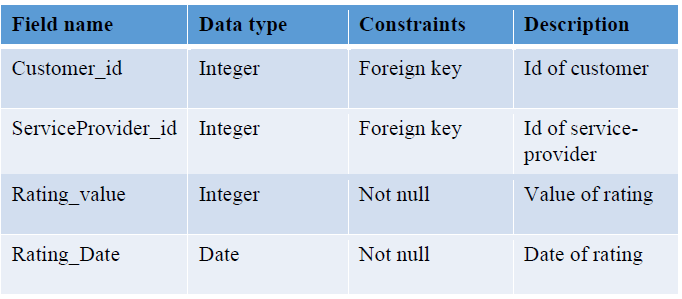 Field name Data type Constraints Description
Customer_id Integer Foreign key Id of customer
ServiceProvider_id Integer Foreign key Id of service-
provider
Rating_value Integer Not null Value of rating
Rating_Date Date Not null Date of rating